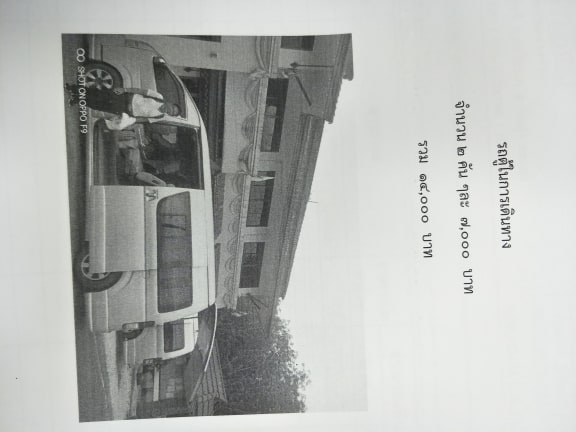 รถตู้ในการเดินทาง
จำนวน ๒ คัน ๆละ ๗,๐๐๐ บาท
รวม ๑๔,๐๐๐ บาท
SHOT ON OPPO F9